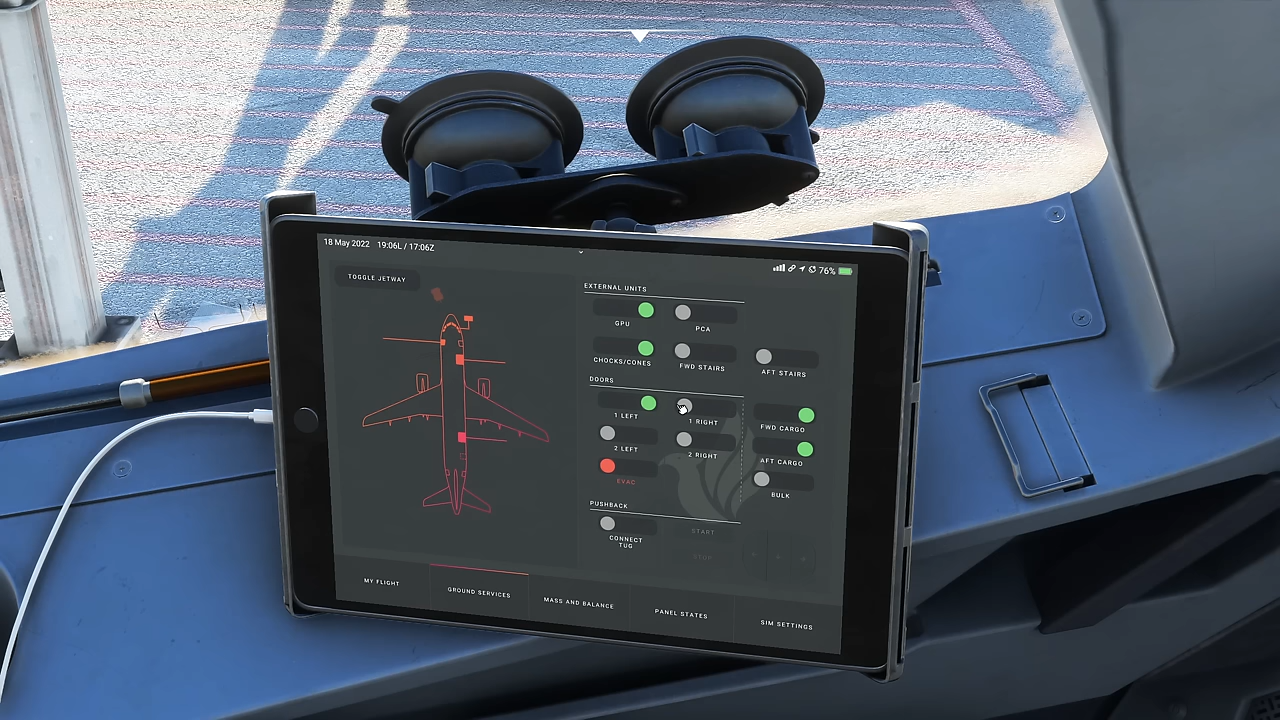 18 May 2022 19:06L / 17:06Z
76%
TOGGLE JETWAY
EXTERNAL UNITS
GPU
PCA
CHOCKS/CONES
FWD STAIRS
AFT STAIRS
DOORS
1 LEFT
1 RIGHT
FWD CARGO
2 LEFT
2 RIGHT
AFT CARGO
EVAC
BULK
PUSHBACK
CONNECT
TUG
START
STOP
MY FLIGHT
GROUND SERVICES
MASS AND BALANCE
PANEL STATES
SIM SETTINGS